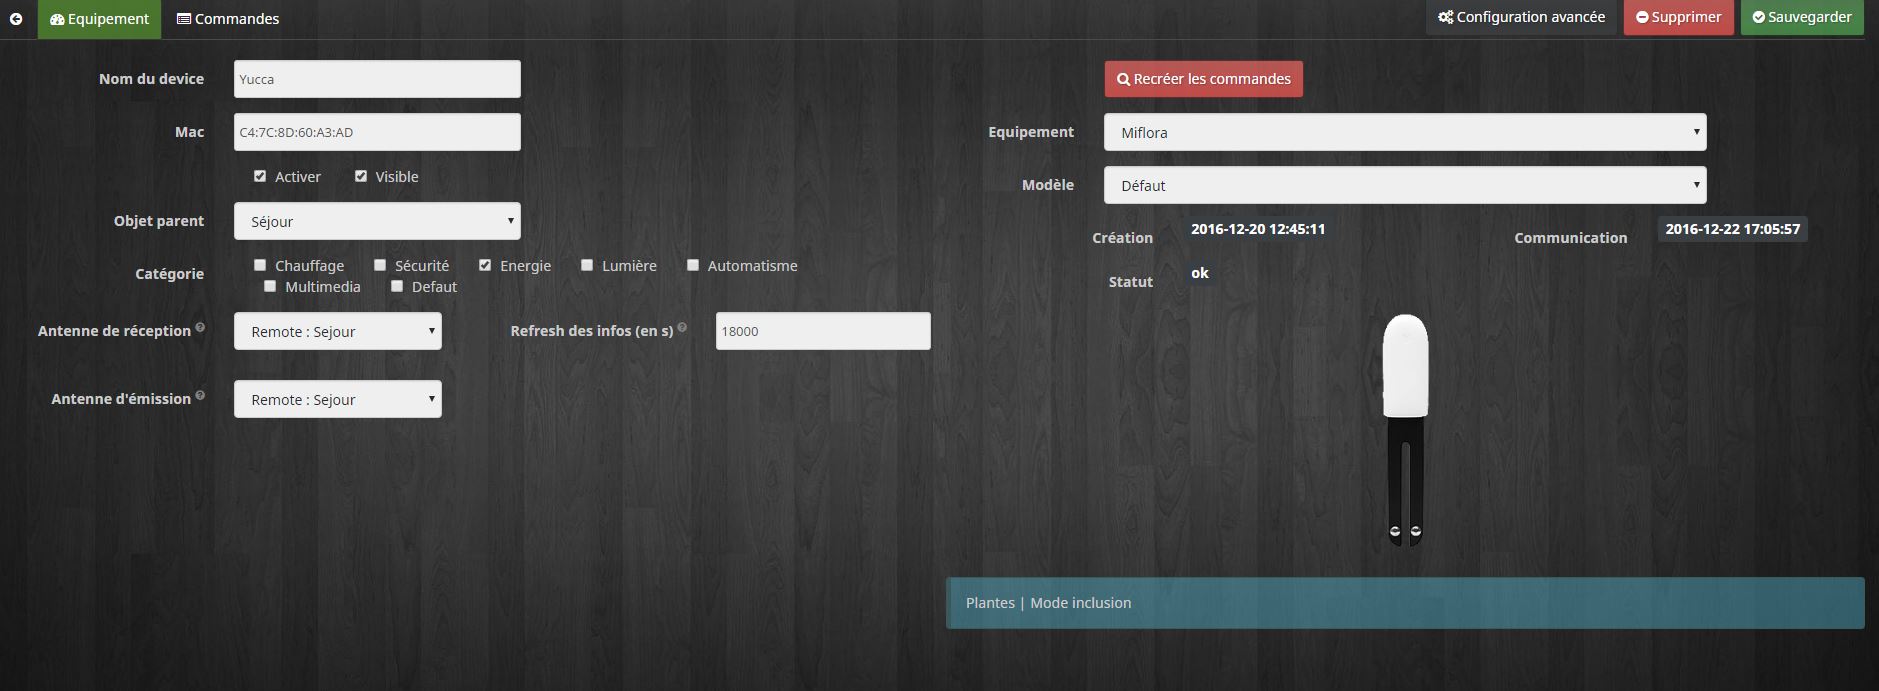 Equipement Commandes Configuration avancée Supprimer Sauvegarder
Nom du device Yucca Recréer les commandes
Mac C4:7C:8D:60:A3:AD Equipement Miflora
Activer Visible
Modèle Défaut
Objet parent Séjour
Création 2016-12-20 12:45:11 Communication 2016-12-22 17:05:57
Catégorie Chauffage Sécurité Energie Lumière Automatisme
Multimedia Defaut
Statut ok
Antenne de réception ? Remote : Sejour Refresh des infos (en s) ? 18000
Antenne d'émission ? Remote : Sejour
Plantes | Mode inclusion